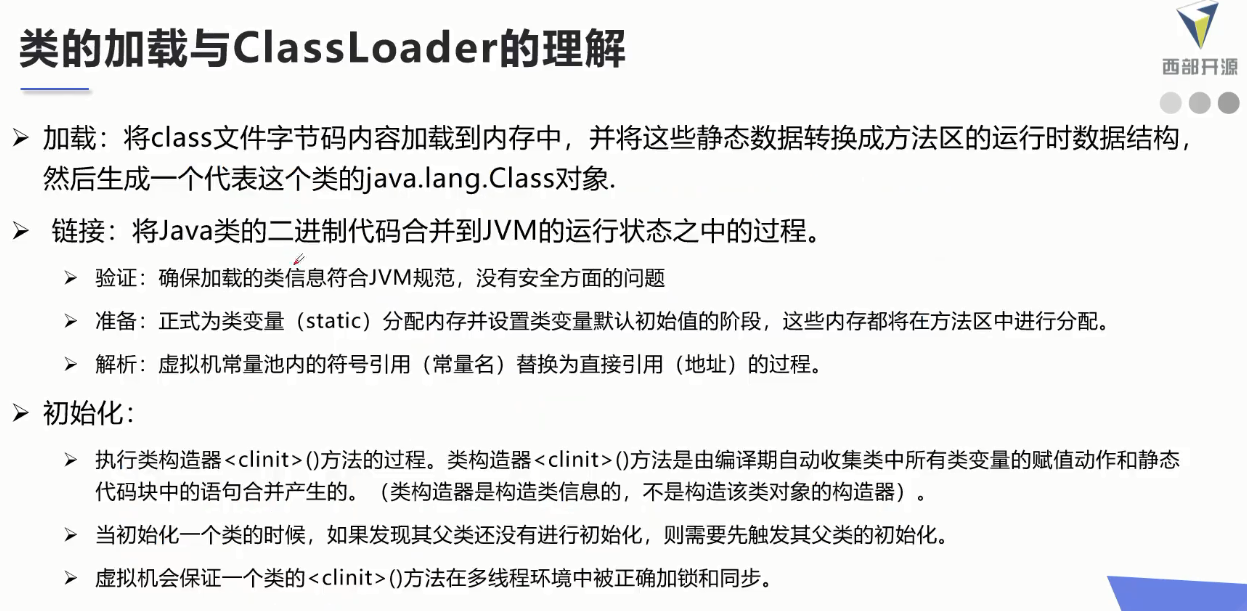 类的加载与ClassLoader的理解
西部开源
加载：将class文件字节码内容加载到内存中，并将这些静态数据转换成方法区的运行时数据结构，
然后生成一个代表这个类的java.lang.Class对象.
链接：将Java类的二进制代码合并到JVM的运行状态之中的过程。
验证：确保加载的类信息符合JVM规范，没有安全方面的问题
准备：正式为类变量（static）分配内存并设置类变量默认初始值的阶段，这些内存都将在方法区中进行分配。
解析：虚拟机常量池内的符号引用（常量名）替换为直接引用（地址）的过程。
初始化：
执行类构造器<clinit>()方法的过程。类构造器<clinit>()方法是由编译期自动收集类中所有类变量的赋值动作和静态
代码块中的语句合并产生的。（类构造器是构造类信息的，不是构造该类对象的构造器）。
当初始化一个类的时候，如果发现其父类还没有进行初始化，则需要先触发其父类的初始化。
虚拟机会保证一个类的<clinit>()方法在多线程环境中被正确加锁和同步。